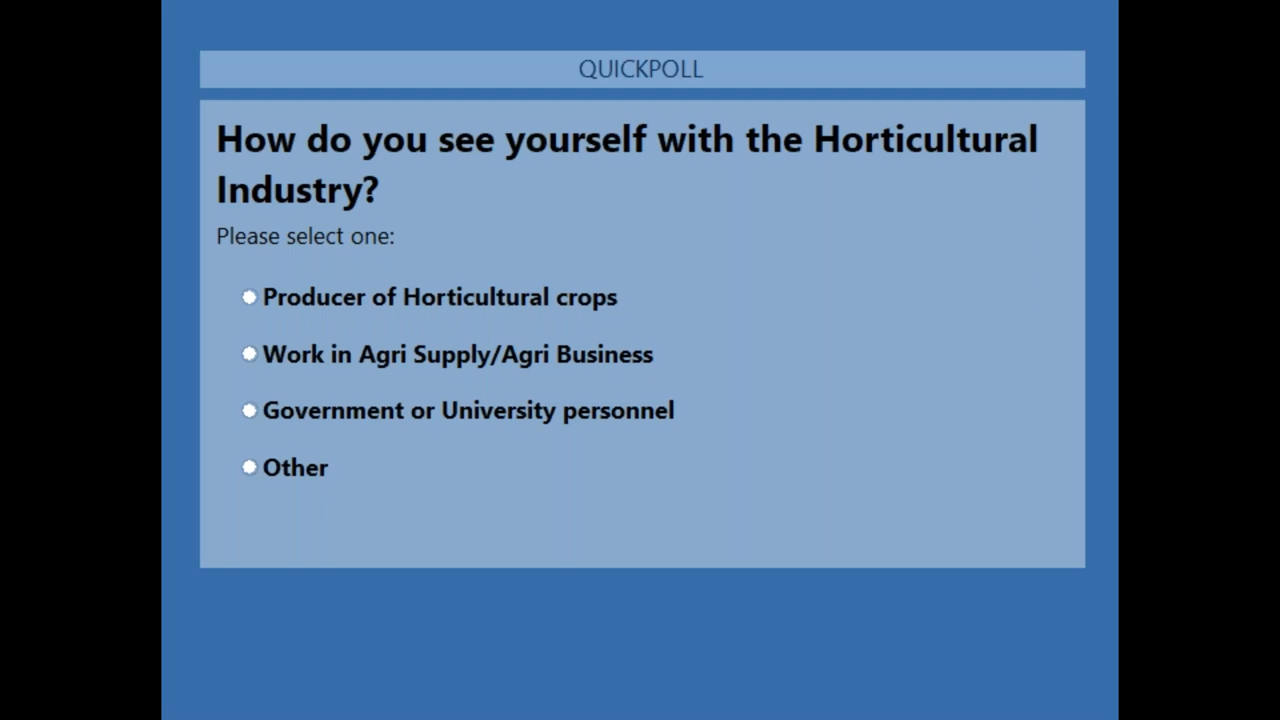 QUICKPOLL
How do you see yourself with the Horticultural
Industry?
Please select one:
Producer of Horticultural crops
Work in Agri Supply/Agri Business
Government or University personnel
Other